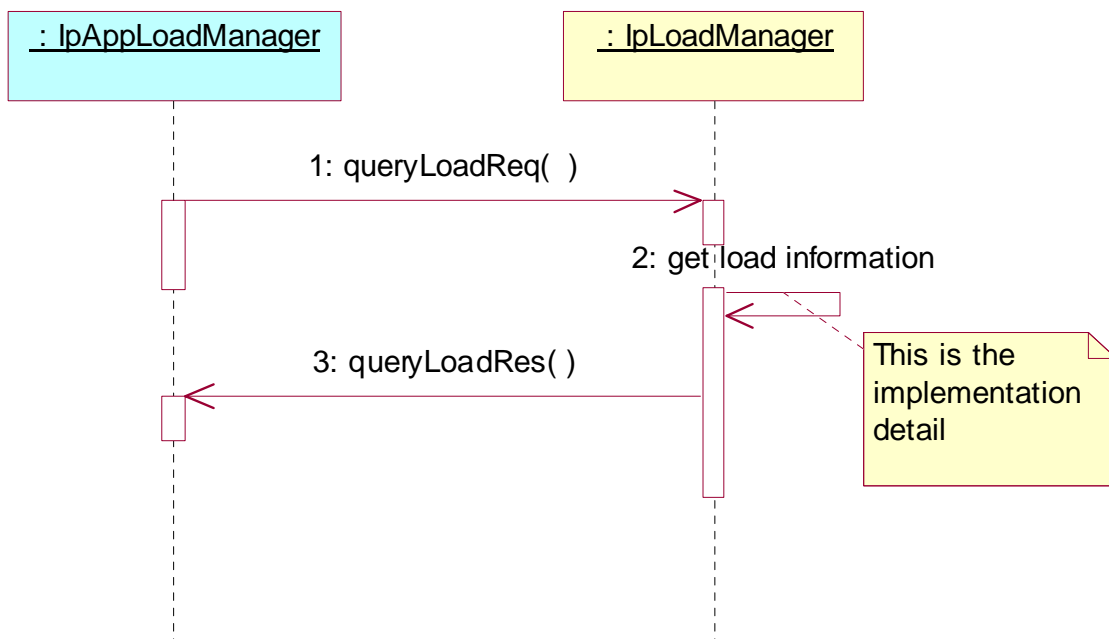 : IpAppLoadManager
: IpLoadManager
1: queryLoadReq( )
2: get load information
3: queryLoadRes( )
This is the
implementation
detail